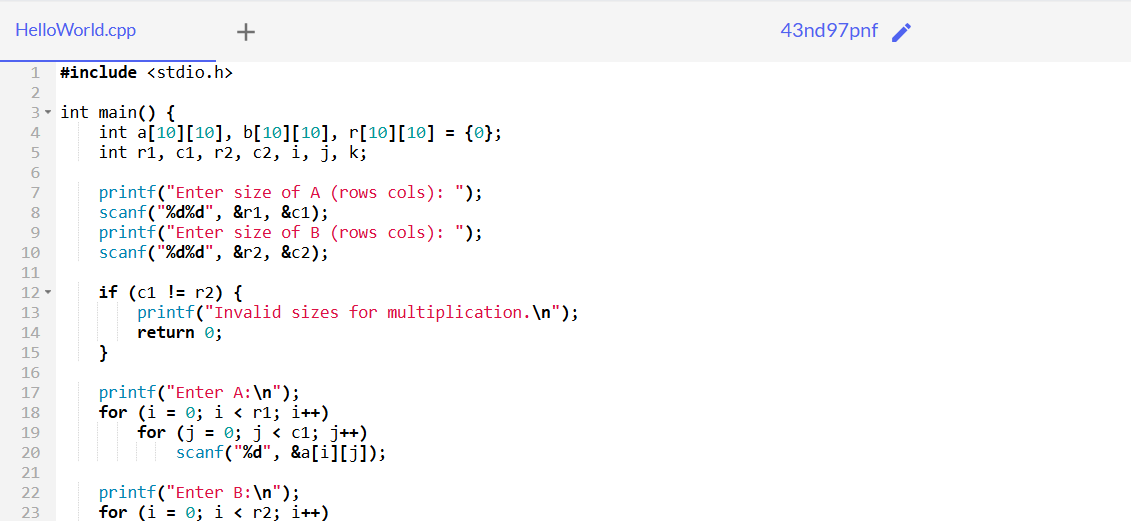 HelloWorld.cpp + 43nd97pnf
1 #include <stdio.h>
2
3 int main() {
4     int a[10][10], b[10][10], r[10][10] = {0};
5     int r1, c1, r2, c2, i, j, k;
6
7     printf("Enter size of A (rows cols): ");
8     scanf("%d%d", &r1, &c1);
9     printf("Enter size of B (rows cols): ");
10     scanf("%d%d", &r2, &c2);
11
12     if (c1 != r2) {
13         printf("Invalid sizes for multiplication.\n");
14         return 0;
15     }
16
17     printf("Enter A:\n");
18     for (i = 0; i < r1; i++)
19         for (j = 0; j < c1; j++)
20             scanf("%d", &a[i][j]);
21
22     printf("Enter B:\n");
23     for (i = 0; i < r2; i++)